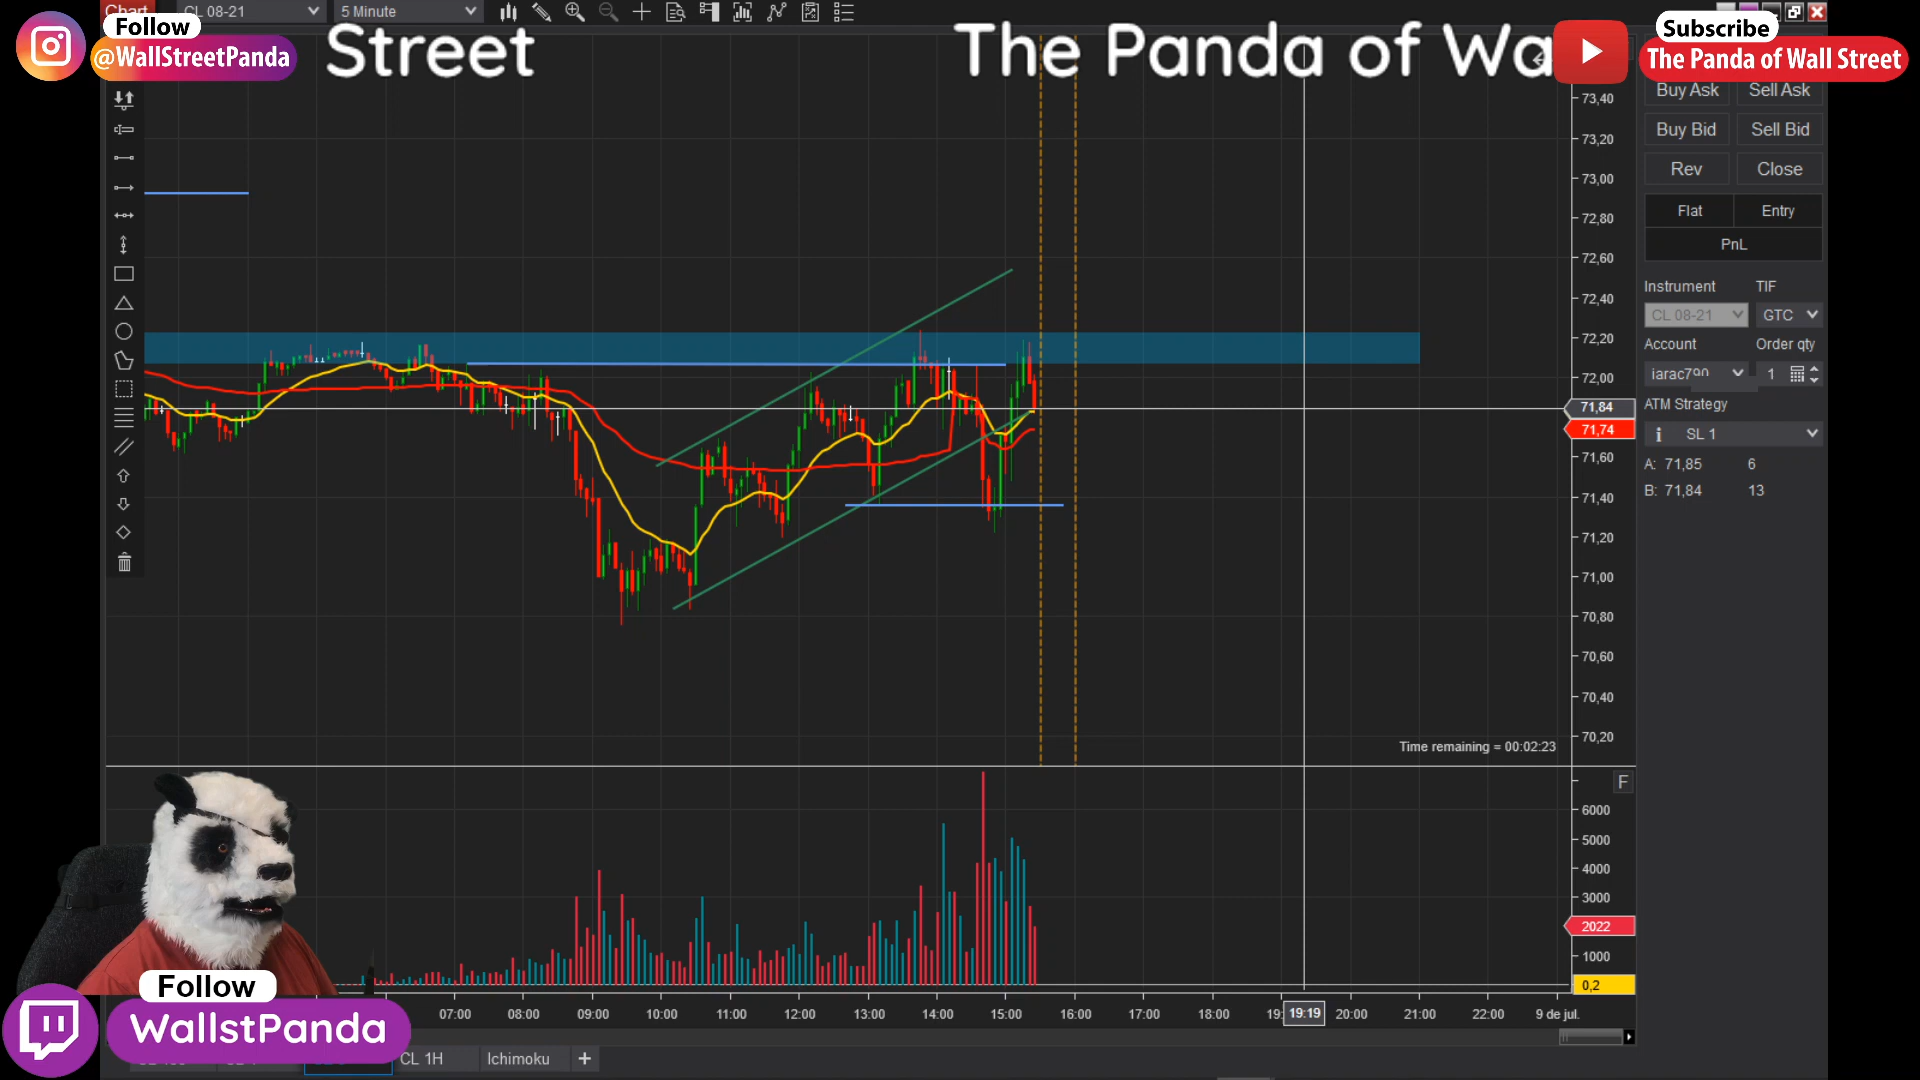 Chart
CL 08-21
5 Minute
Follow
@WallStreetPanda
Street
The Panda of Wa
Subscribe
The Panda of Wall Street
Buy Ask
Sell Ask
Buy Bid
Sell Bid
Rev
Close
Flat
Entry
PnL
Instrument
TIF
CL 08-21
GTC
Account
Order qty
1
ATM Strategy
SL 1
A: 71,85
6
B: 71,84
13
73,40
73,20
73,00
72,80
72,60
72,40
72,20
72,00
71,84
71,74
71,60
71,40
71,20
71,00
70,80
70,60
70,40
70,20
Time remaining = 00:02:23
F
6000
5000
4000
3000
2022
1000
0,2
07:00
08:00
09:00
10:00
11:00
12:00
13:00
14:00
15:00
16:00
17:00
18:00
19:19
20:00
21:00
22:00
9 de jul.
Follow
WallstPanda
CL 1H
Ichimoku
+